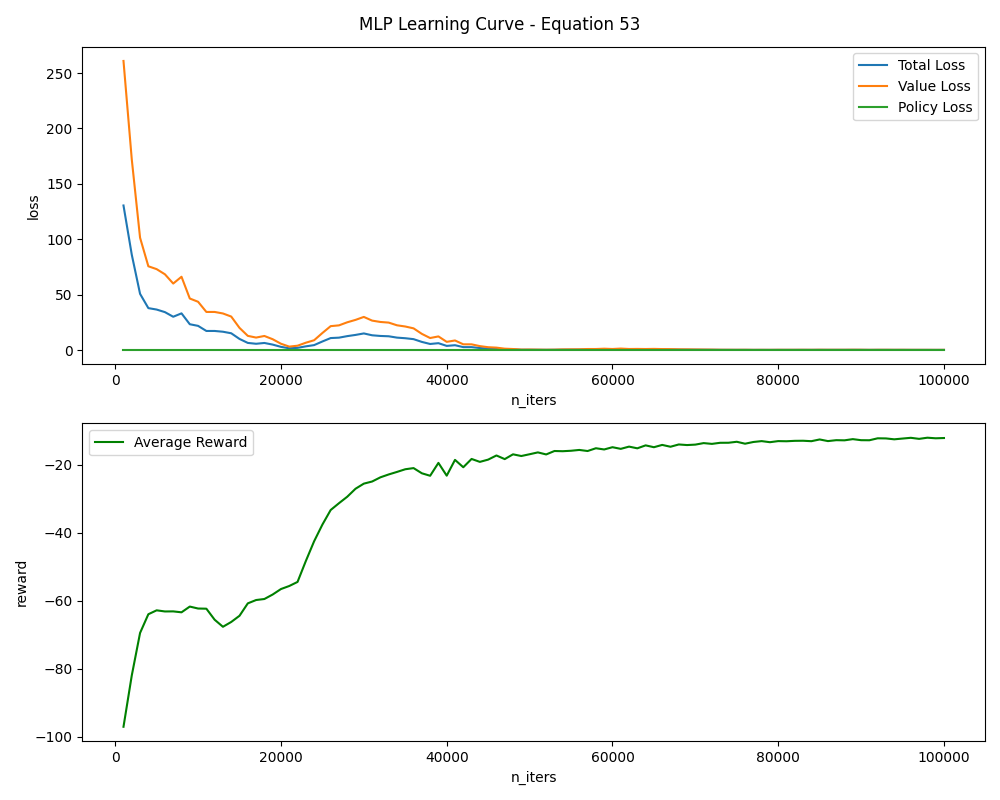 MLP Learning Curve - Equation 53
Total Loss
Value Loss
Policy Loss
250
200
150
100
50
0
loss
0 20000 40000 60000 80000 100000
n_iters
Average Reward
−20
−40
−60
−80
−100
reward
0 20000 40000 60000 80000 100000
n_iters